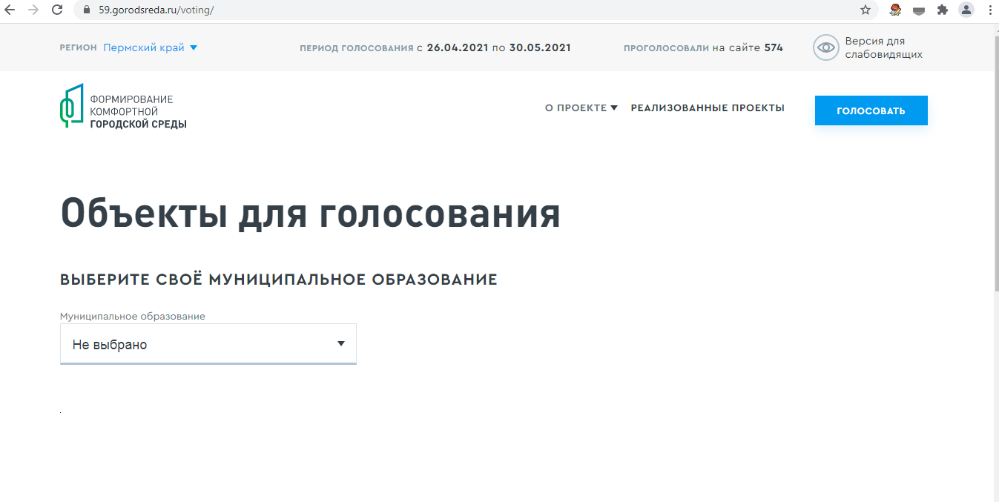 59.gorodsreda.ru/voting/
РЕГИОН Пермский край
ПЕРИОД ГОЛОСОВАНИЯ с 26.04.2021 по 30.05.2021
ПРОГОЛОСОВАЛИ на сайте 574
Версия для
слабовидящих
ФОРМИРОВАНИЕ
КОМФОРТНОЙ
ГОРОДСКОЙ СРЕДЫ
О ПРОЕКТЕ
РЕАЛИЗОВАННЫЕ ПРОЕКТЫ
ГОЛОСОВАТЬ
Объекты для голосования
ВЫБЕРИТЕ СВОЁ МУНИЦИПАЛЬНОЕ ОБРАЗОВАНИЕ
Муниципальное образование
Не выбрано
.